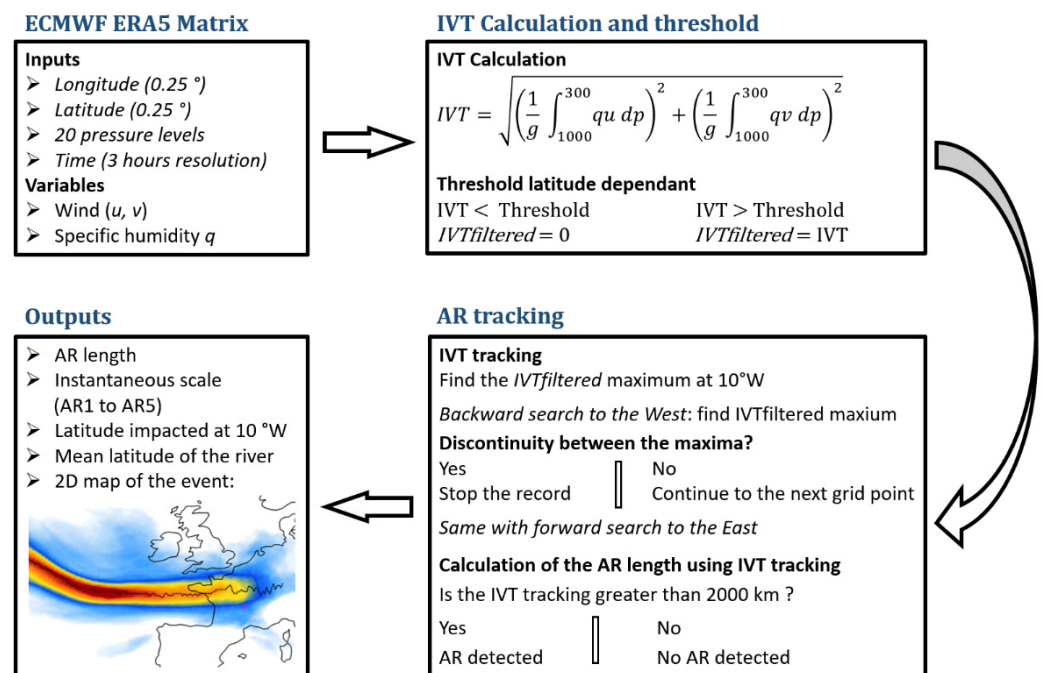 ECMWF ERA5 Matrix
Inputs
➢ Longitude (0.25 °)
➢ Latitude (0.25 °)
➢ 20 pressure levels
➢ Time (3 hours resolution)
Variables
➢ Wind (u, v)
➢ Specific humidity q
IVT Calculation and threshold
IVT Calculation
IVT = √((1/g ∫₁₀₀₀³⁰⁰ qu dp)² + (1/g ∫₁₀₀₀³⁰⁰ qv dp)²)
Threshold latitude dependant
IVT < Threshold IVT > Threshold
IVTfiltered = 0 IVTfiltered = IVT
Outputs
➢ AR length
➢ Instantaneous scale
(AR1 to AR5)
➢ Latitude impacted at 10 °W
➢ Mean latitude of the river
➢ 2D map of the event:
AR tracking
IVT tracking
Find the IVTfiltered maximum at 10°W
Backward search to the West: find IVTfiltered maxium
Discontinuity between the maxima?
Yes No
Stop the record Continue to the next grid point
Same with forward search to the East
Calculation of the AR length using IVT tracking
Is the IVT tracking greater than 2000 km ?
Yes No
AR detected No AR detected